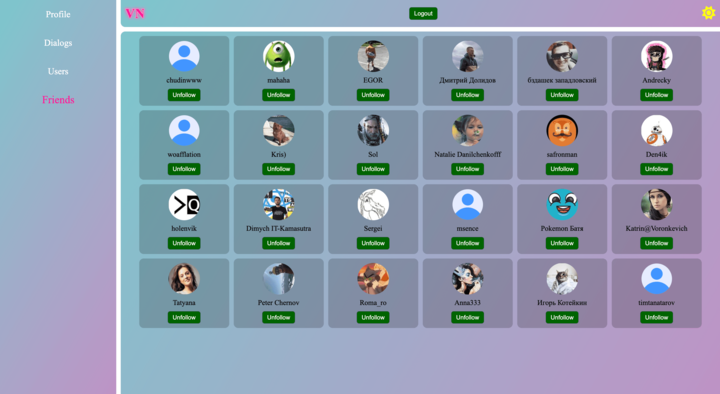 Profile
Dialogs
Users
Friends
VN
Logout
chudinwww
Unfollow
mahaha
Unfollow
EGOR
Unfollow
Дмитрий Долидов
Unfollow
бздашик западловский
Unfollow
Andrecky
Unfollow
woafflation
Unfollow
Kris)
Unfollow
Sol
Unfollow
Natalie Danilchenkofff
Unfollow
safronman
Unfollow
Den4ik
Unfollow
holenvik
Unfollow
Dimych IT-Kamasutra
Unfollow
Sergei
Unfollow
msence
Unfollow
Pokemon Батя
Unfollow
Katrin@Voronkevich
Unfollow
Tatyana
Unfollow
Peter Chernov
Unfollow
Roma_ro
Unfollow
Anna333
Unfollow
Игорь Котейкин
Unfollow
timtanatarov
Unfollow